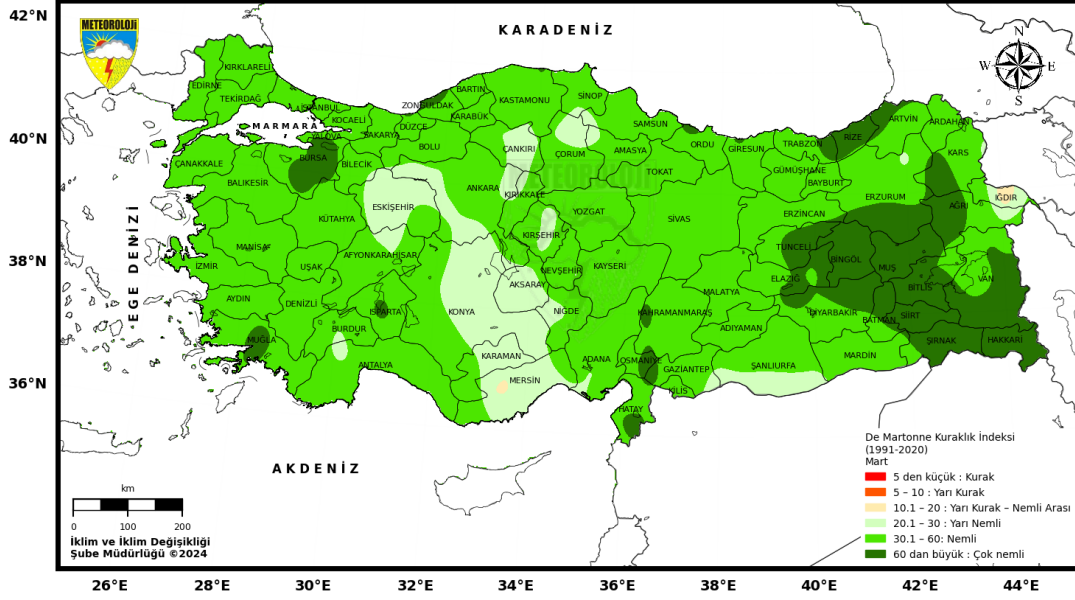 METEOROLOJİ
KARADENİZ
N
W E
S
42°N
40°N
38°N
36°N
34°N
KIRKLARELİ
EDİRNE
TEKİRDAĞ
İSTANBUL
KOCAELİ
YALOVA
SAKARYA
DÜZCE
ZONGULDAK
BARTIN
KARABÜK
KASTAMONU
SİNOP
SAMSUN
ORDU
GİRESUN
TRABZON
RİZE
ARTVİN
ARDAHAN
MARMARA
ÇANAKKALE
BALIKESİR
BURSA
BİLECİK
BOLU
ÇANKIRI
ÇORUM
AMASYA
TOKAT
GÜMÜŞHANE
BAYBURT
KARS
METEOROLOJİ
ANKARA
KIRIKKALE
ESKİŞEHİR
KÜTAHYA
YOZGAT
SİVAS
ERZİNCAN
ERZURUM
AĞRI
IĞDIR
EGE DENİZİ
MANİSA
İZMİR
UŞAK
AFYONKARAHİSAR
KIRŞEHİR
NEVŞEHİR
KAYSERİ
TUNCELİ
BİNGÖL
MUŞ
ELAZIĞ
BİTLİS
VAN
AKSARAY
AYDIN
DENİZLİ
ISPARTA
KONYA
NİĞDE
MALATYA
KAHRAMANMARAŞ
DİYARBAKIR
BATMAN
SİİRT
ADIYAMAN
MUĞLA
BURDUR
ANTALYA
KARAMAN
MERSİN
ADANA
OSMANİYE
GAZİANTEP
KİLİS
ŞANLIURFA
MARDİN
ŞIRNAK
HAKKARİ
HATAY
AKDENİZ
De Martonne Kuraklık İndeksi
(1991-2020)
Mart
5 den küçük : Kurak
5 – 10 : Yarı Kurak
10.1 – 20 : Yarı Kurak – Nemli Arası
20.1 – 30 : Yarı Nemli
30.1 – 60: Nemli
60 dan büyük : Çok nemli
km
0 100 200
İklim ve İklim Değişikliği
Şube Müdürlüğü ©2024
26°E 28°E 30°E 32°E 34°E 36°E 38°E 40°E 42°E 44°E